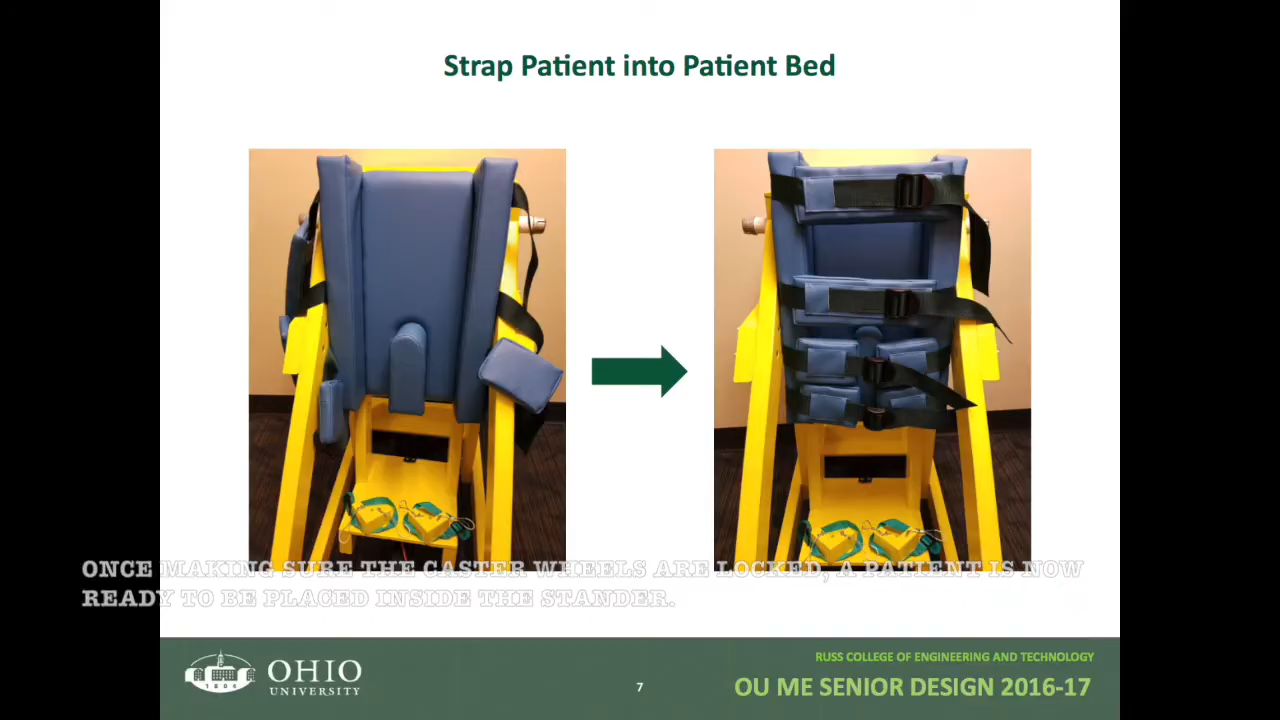 Strap Patient into Patient Bed
ONCE MAKING SURE THE CASTER WHEELS ARE LOCKED, A PATIENT IS NOW
READY TO BE PLACED INSIDE THE STANDER.
1804
OHIO
UNIVERSITY
7
RUSS COLLEGE OF ENGINEERING AND TECHNOLOGY
OU ME SENIOR DESIGN 2016-17